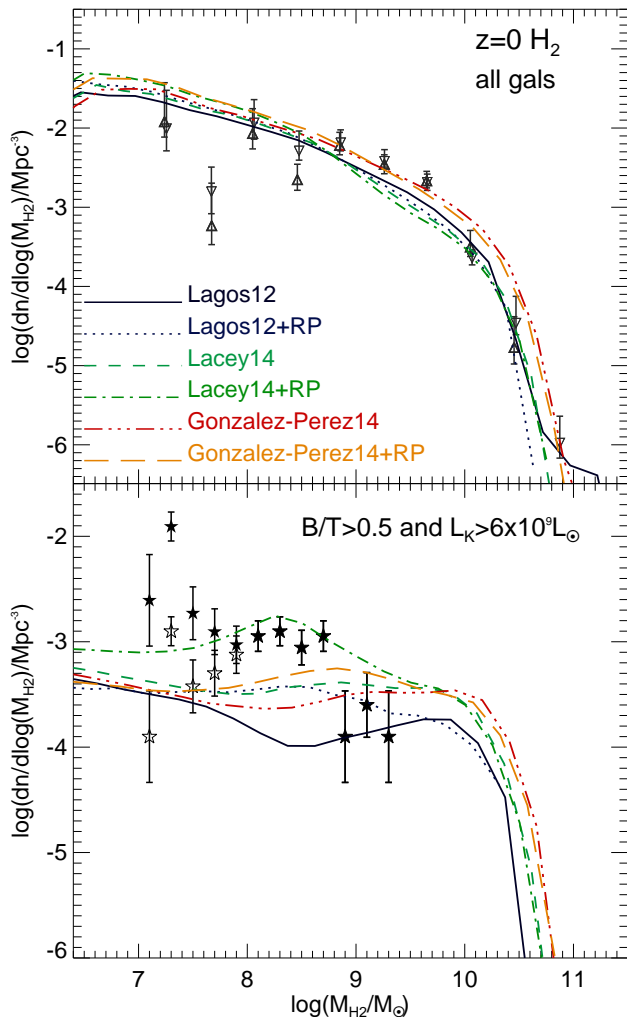 z=0 H2
all gals
-1
-2
-3
-4
-5
-6
log(dn/dlog(MH2)/Mpc-3)
Lagos12
Lagos12+RP
Lacey14
Lacey14+RP
Gonzalez-Perez14
Gonzalez-Perez14+RP
B/T>0.5 and LK>6x10⁹L☉
-2
-3
-4
-5
-6
log(dn/dlog(MH2)/Mpc-3)
7 8 9 10 11
log(MH2/M☉)